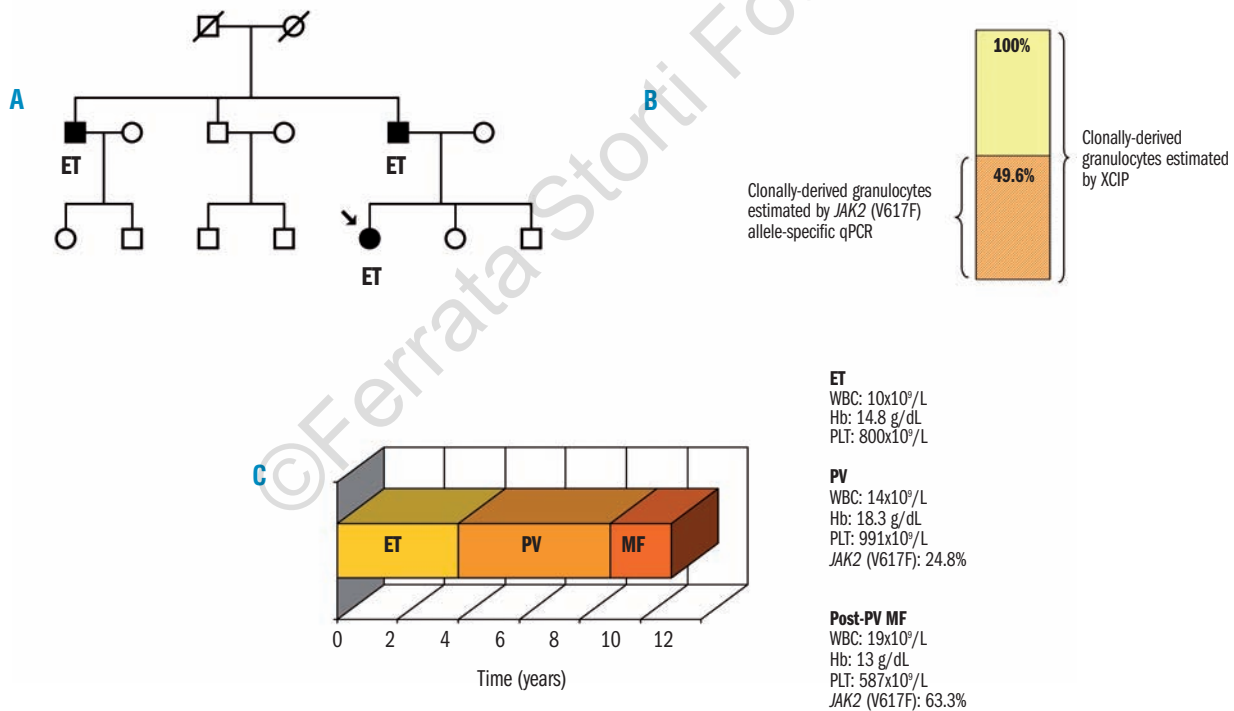 A
ET
ET
ET
B
100%
49.6%
Clonally-derived granulocytes
estimated by JAK2 (V617F)
allele-specific qPCR
Clonally-derived
granulocytes estimated
by XCIP
©Ferrata Storti Fo
C
ET
PV
MF
0 2 4 6 8 10 12
Time (years)
ET
WBC: 10x10⁹/L
Hb: 14.8 g/dL
PLT: 800x10⁹/L
PV
WBC: 14x10⁹/L
Hb: 18.3 g/dL
PLT: 991x10⁹/L
JAK2 (V617F): 24.8%
Post-PV MF
WBC: 19x10⁹/L
Hb: 13 g/dL
PLT: 587x10⁹/L
JAK2 (V617F): 63.3%